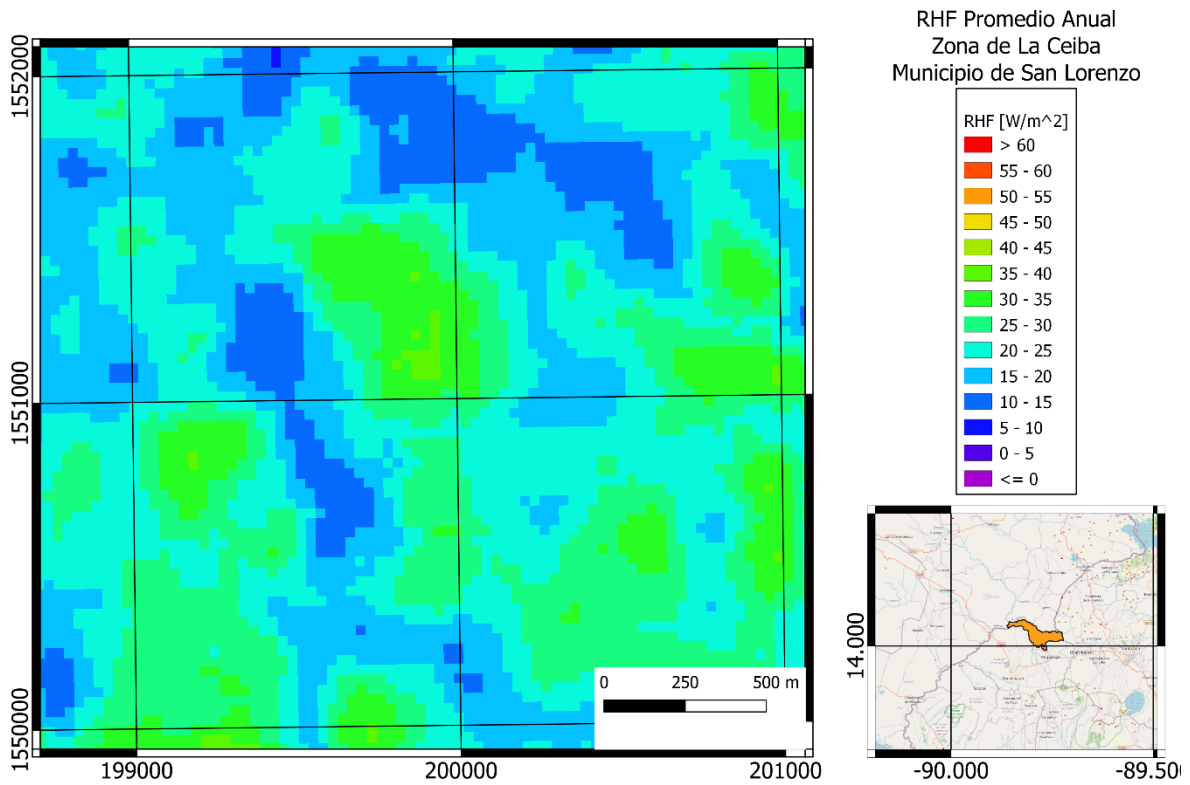 RHF Promedio Anual
Zona de La Ceiba
Municipio de San Lorenzo
RHF [W/m^2]
> 60
55 - 60
50 - 55
45 - 50
40 - 45
35 - 40
30 - 35
25 - 30
20 - 25
15 - 20
10 - 15
5 - 10
0 - 5
<= 0
1552000
1551000
1550000
0 250 500 m
199000 200000 201000
14.000
-90.000 -89.50